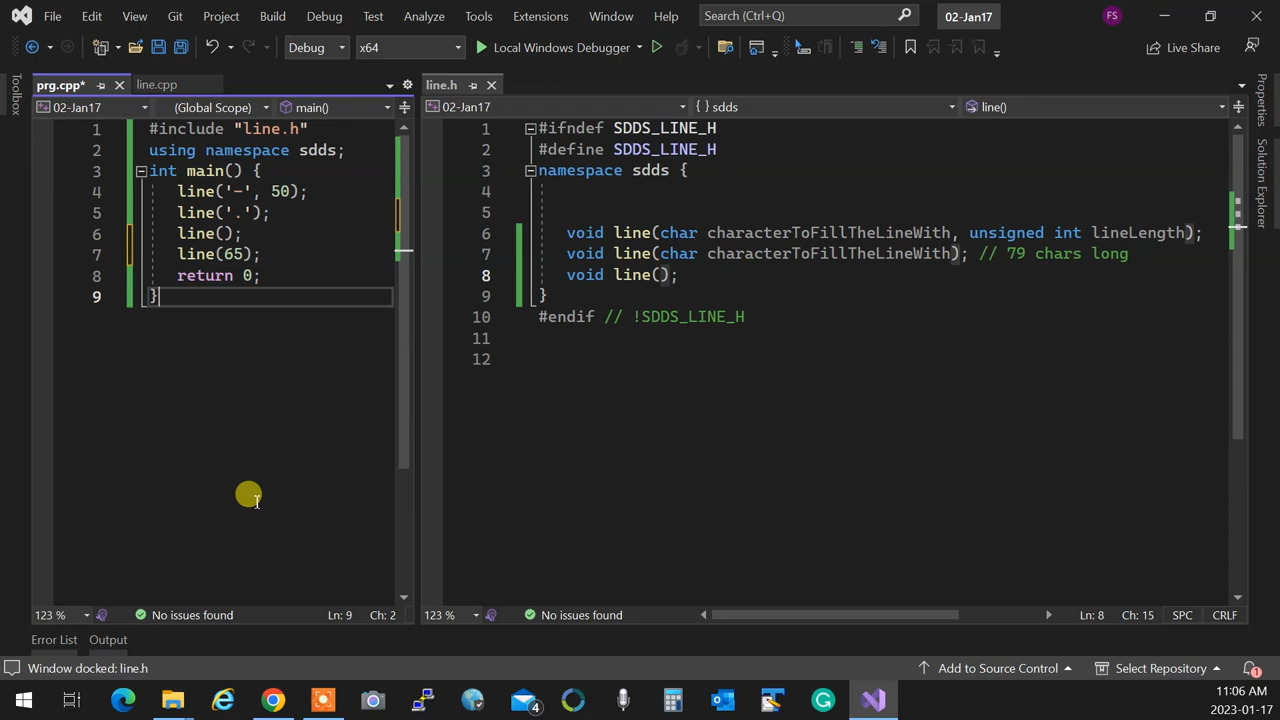 File Edit View Git Project Build Debug Test Analyze Tools Extensions Window Help Search (Ctrl+Q) 02-Jan17 FS
Debug x64 Local Windows Debugger Live Share
prg.cpp* line.cpp
02-Jan17 (Global Scope) main()
1 #include "line.h"
2 using namespace sdds;
3 int main() {
4 line('-', 50);
5 line('.');
6 line();
7 line(65);
8 return 0;
9 }
123 % No issues found Ln: 9 Ch: 2
line.h
02-Jan17 {} sdds line()
1 #ifndef SDDS_LINE_H
2 #define SDDS_LINE_H
3 namespace sdds {
4
5
6 void line(char characterToFillTheLineWith, unsigned int lineLength);
7 void line(char characterToFillTheLineWith); // 79 chars long
8 void line();
9 }
10 #endif // !SDDS_LINE_H
11
12
123 % No issues found Ln: 8 Ch: 15 SPC CRLF
Toolbox
Properties
Solution Explorer
Error List Output
Window docked: line.h Add to Source Control Select Repository 1
4
11:06 AM
2023-01-17